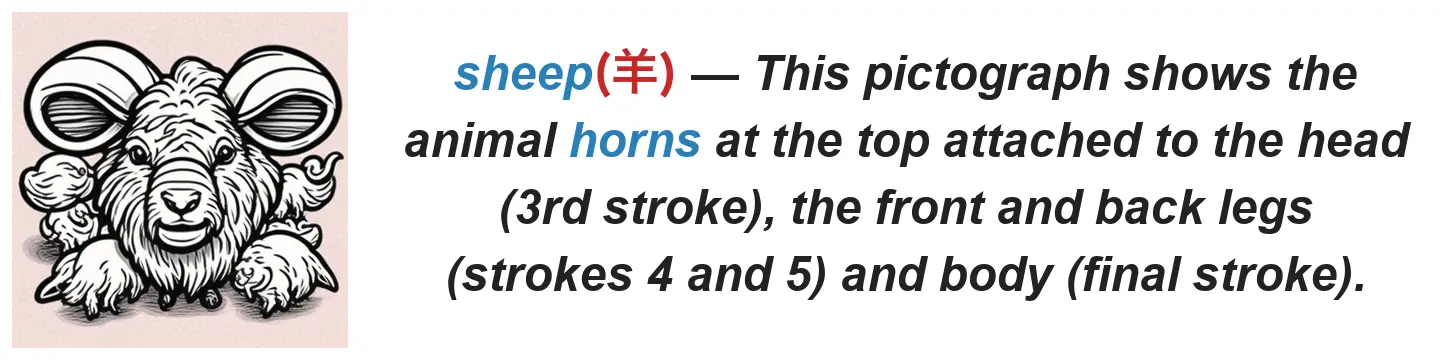 sheep(羊) — This pictograph shows the
animal horns at the top attached to the head
(3rd stroke), the front and back legs
(strokes 4 and 5) and body (final stroke).